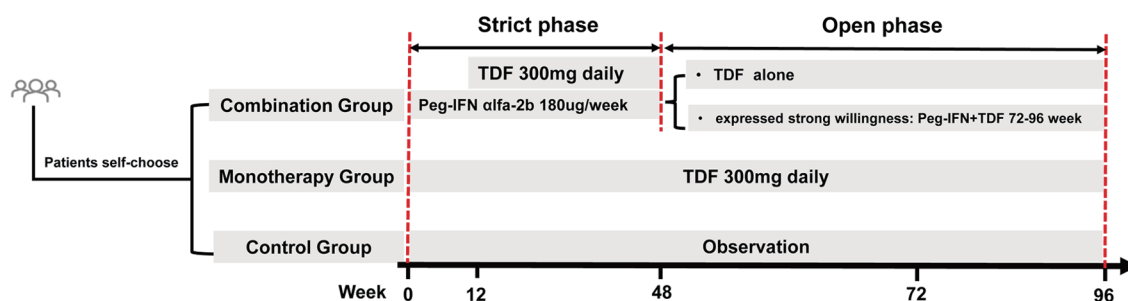 Strict phase
Open phase
TDF 300mg daily
• TDF alone
Combination Group
Peg-IFN αlfa-2b 180ug/week
• expressed strong willingness: Peg-IFN+TDF 72-96 week
Patients self-choose
Monotherapy Group
TDF 300mg daily
Control Group
Observation
Week
0
12
48
72
96